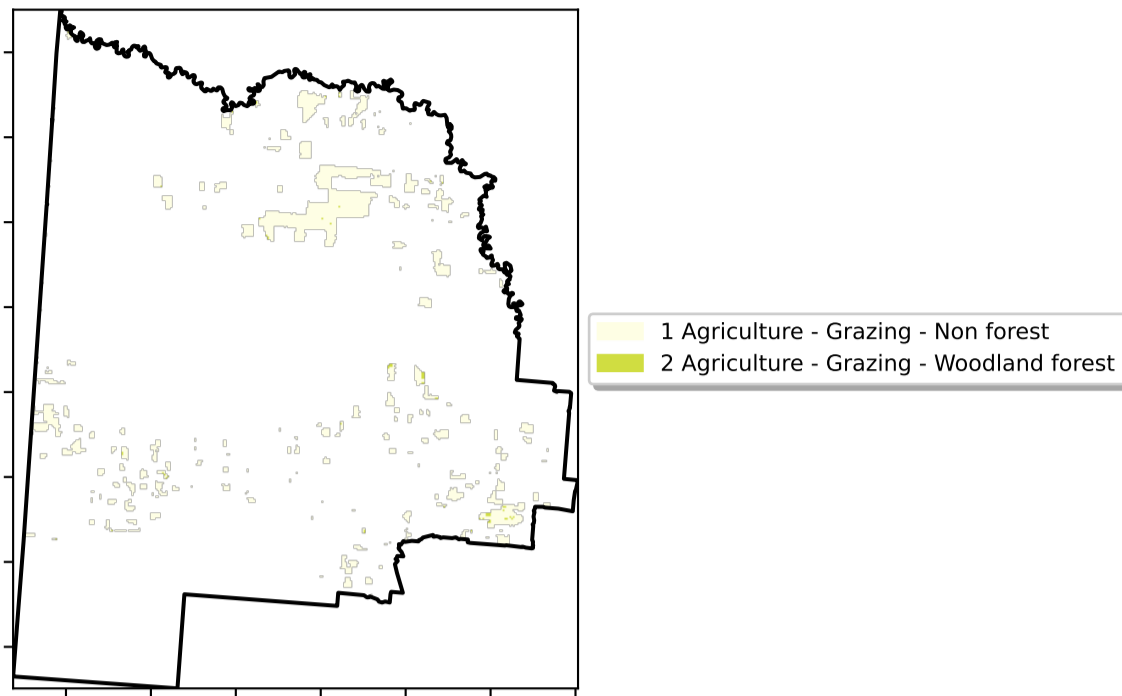 1 Agriculture - Grazing - Non forest
2 Agriculture - Grazing - Woodland forest